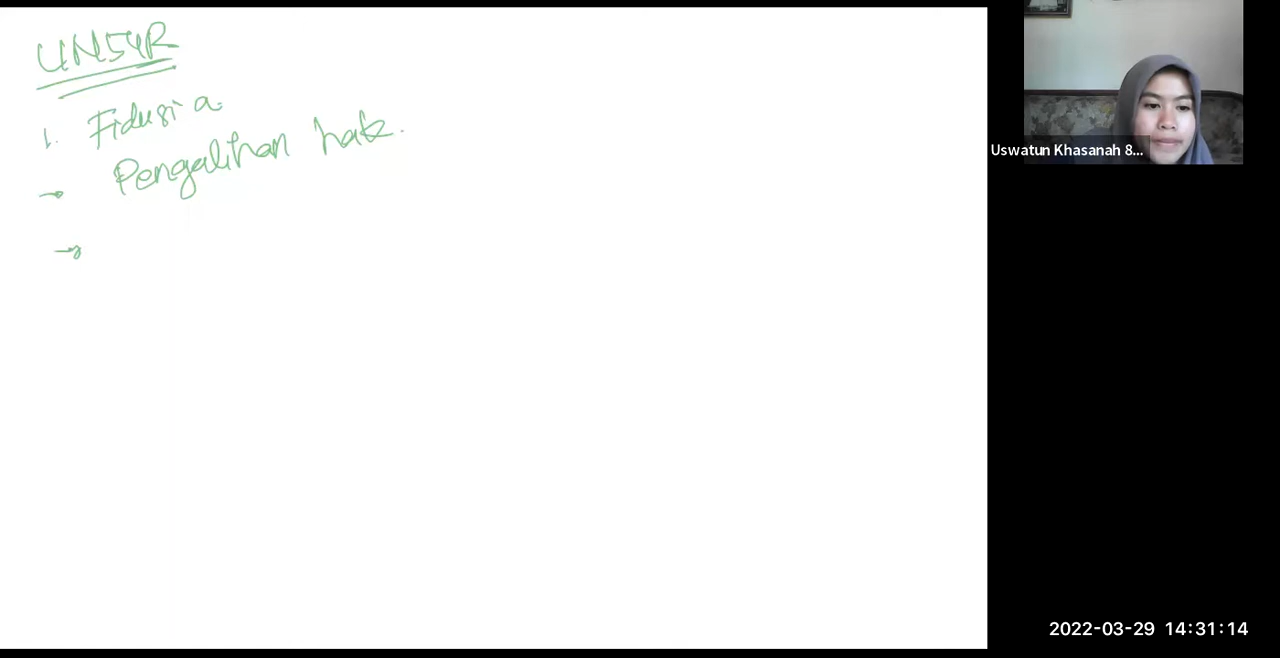 UNSUR
1. Fidusia.
→ Pengalihan hak.
→
Uswatun Khasanah 8...
2022-03-29 14:31:14